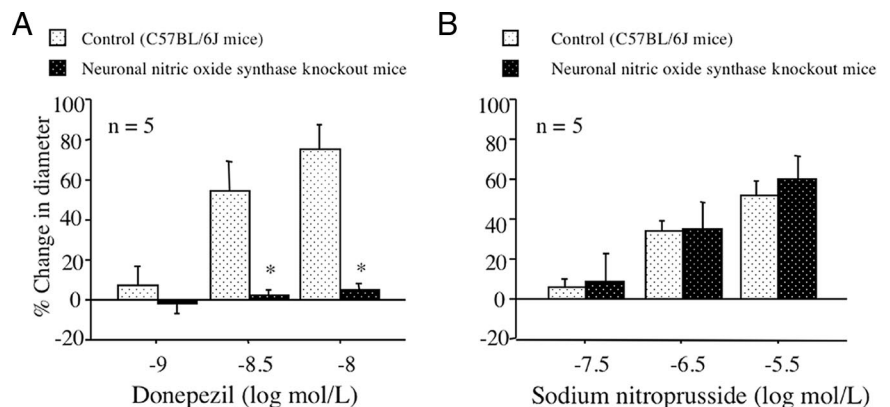 A
Control (C57BL/6J mice)
Neuronal nitric oxide synthase knockout mice
n = 5
% Change in diameter
100
80
60
40
20
0
-20
*
*
-9
-8.5
-8
Donepezil (log mol/L)
B
Control (C57BL/6J mice)
Neuronal nitric oxide synthase knockout mice
n = 5
100
80
60
40
20
0
-20
-7.5
-6.5
-5.5
Sodium nitroprusside (log mol/L)